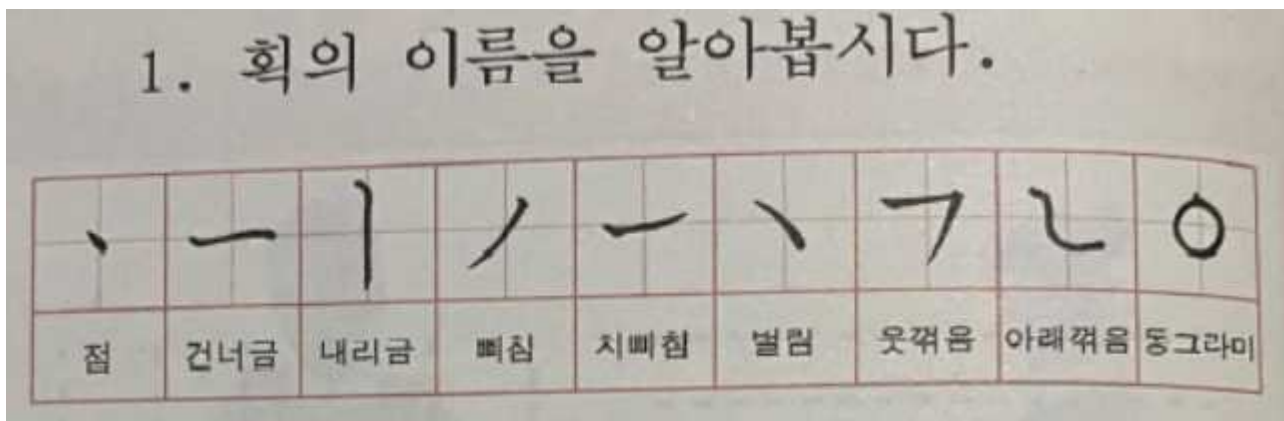 1. 획의 이름을 알아봅시다.
점 건너금 내리금 삐침 치삐침 벌림 웃꺾음 아래꺾음 동그라미